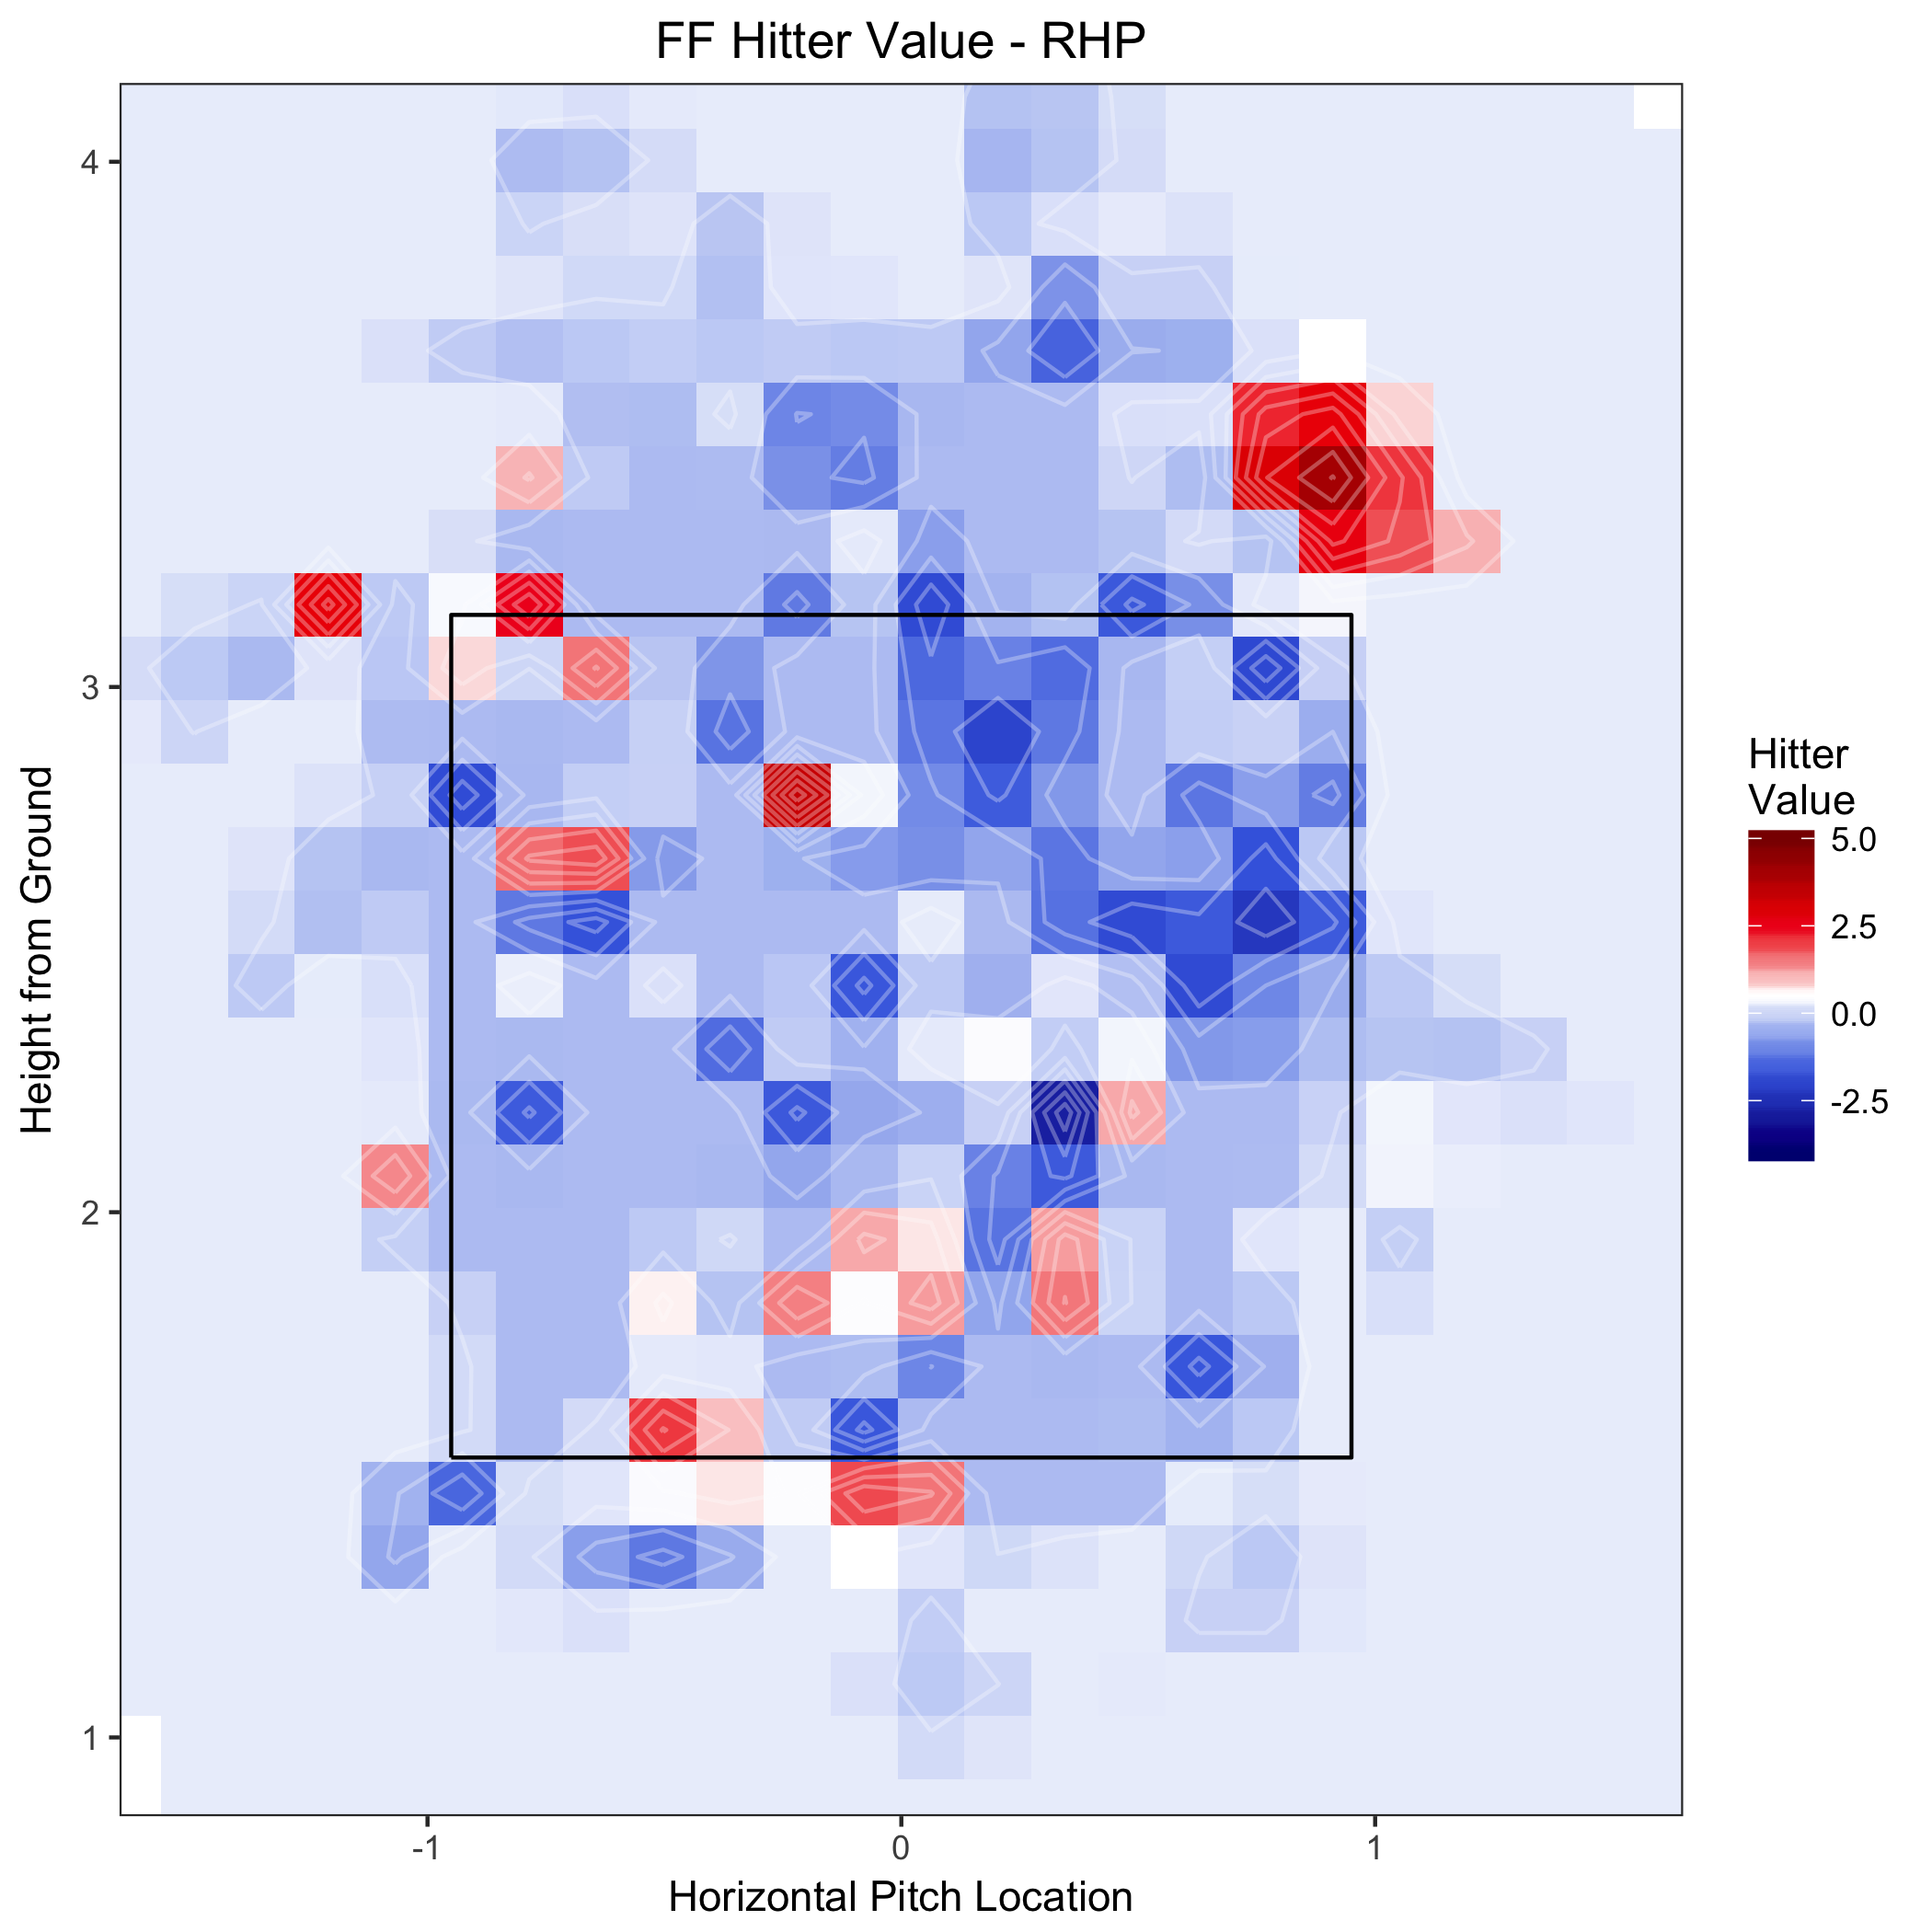 FF Hitter Value - RHP
4
3
2
1
Height from Ground
-1 0 1
Horizontal Pitch Location
Hitter
Value
5.0
2.5
0.0
-2.5